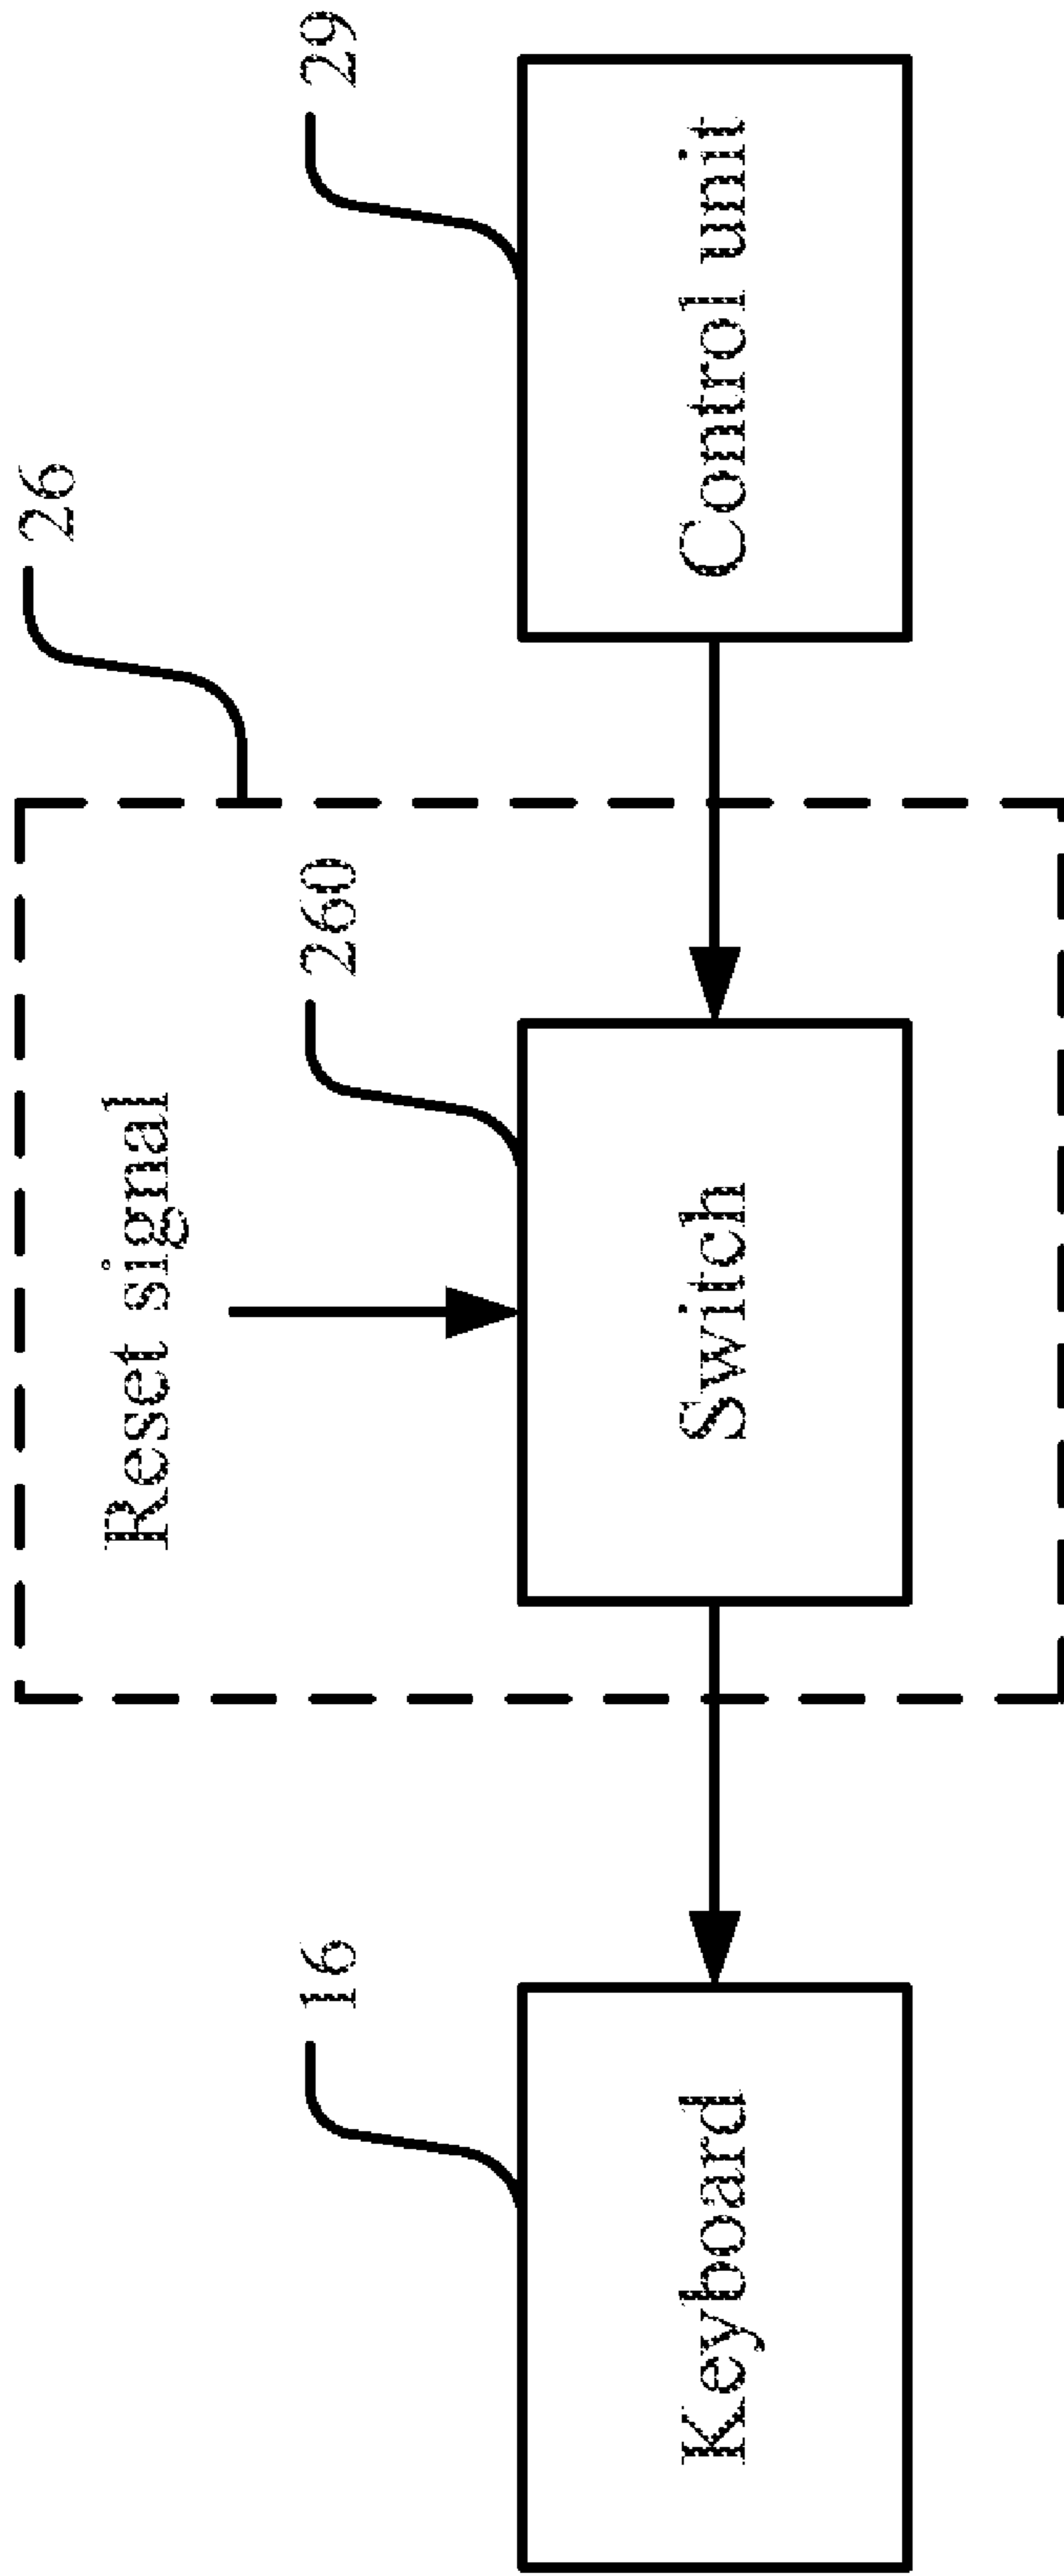 26
Reset signal
16
260
29
Keyboard
Switch
Control unit